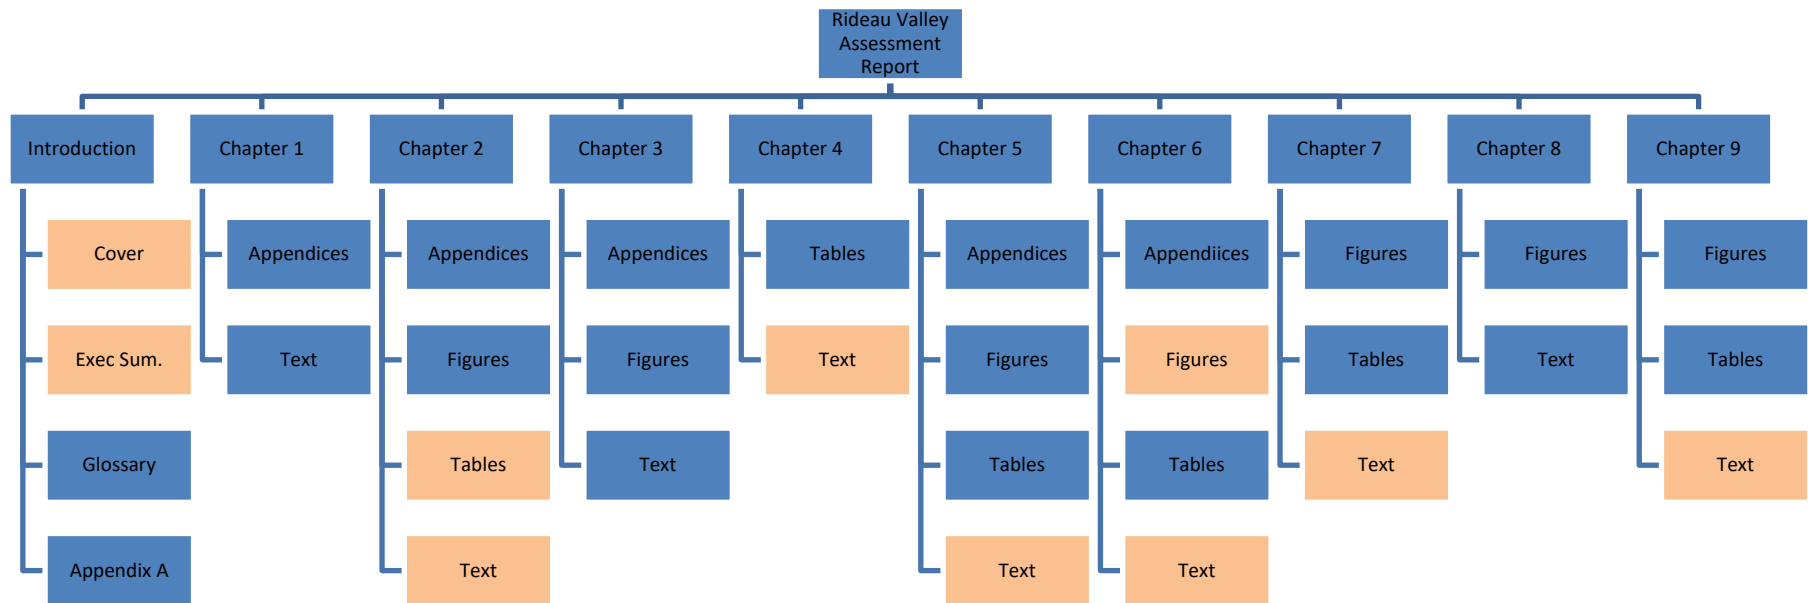 Rideau Valley
Assessment
Report
Introduction
Chapter 1
Chapter 2
Chapter 3
Chapter 4
Chapter 5
Chapter 6
Chapter 7
Chapter 8
Chapter 9
Cover
Appendices
Appendices
Appendices
Tables
Appendices
Appendiices
Figures
Figures
Figures
Exec Sum.
Text
Figures
Figures
Text
Figures
Figures
Tables
Text
Tables
Glossary
Tables
Text
Tables
Tables
Text
Text
Appendix A
Text
Text
Text